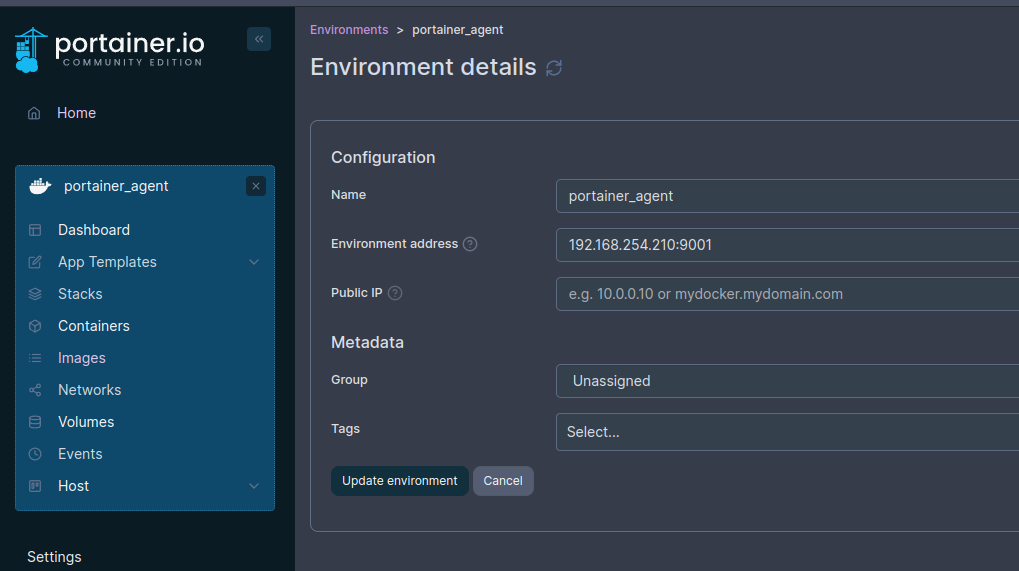 portainer.io
COMMUNITY EDITION
Home
portainer_agent
Dashboard
App Templates
Stacks
Containers
Images
Networks
Volumes
Events
Host
Settings
Environments > portainer_agent
Environment details
Configuration
Name portainer_agent
Environment address 192.168.254.210:9001
Public IP e.g. 10.0.0.10 or mydocker.mydomain.com
Metadata
Group Unassigned
Tags Select...
Update environment Cancel